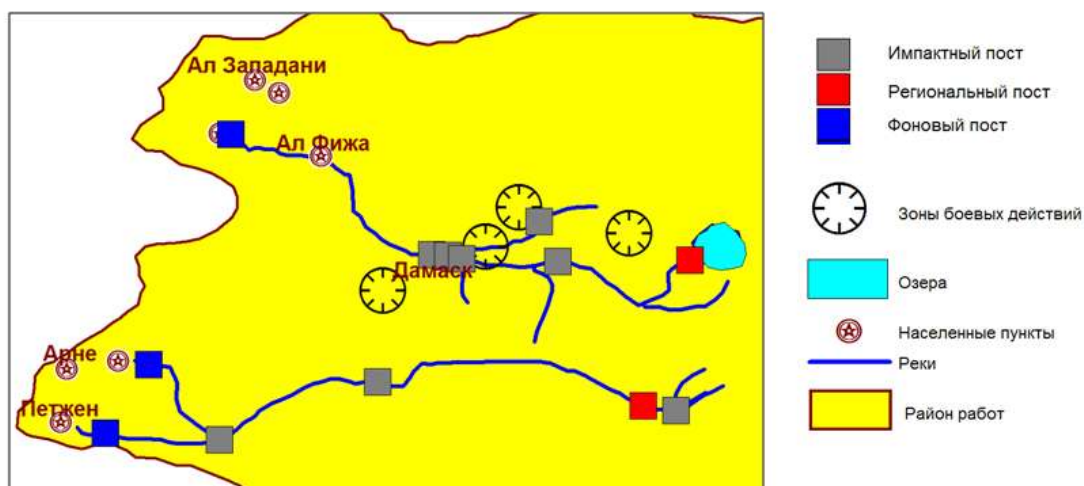 Ал Западани
Ал Фижа
Дамаск
Арне
Петжен
Импактный пост
Региональный пост
Фоновый пост
Зоны боевых действий
Озера
Населенные пункты
Реки
Район работ